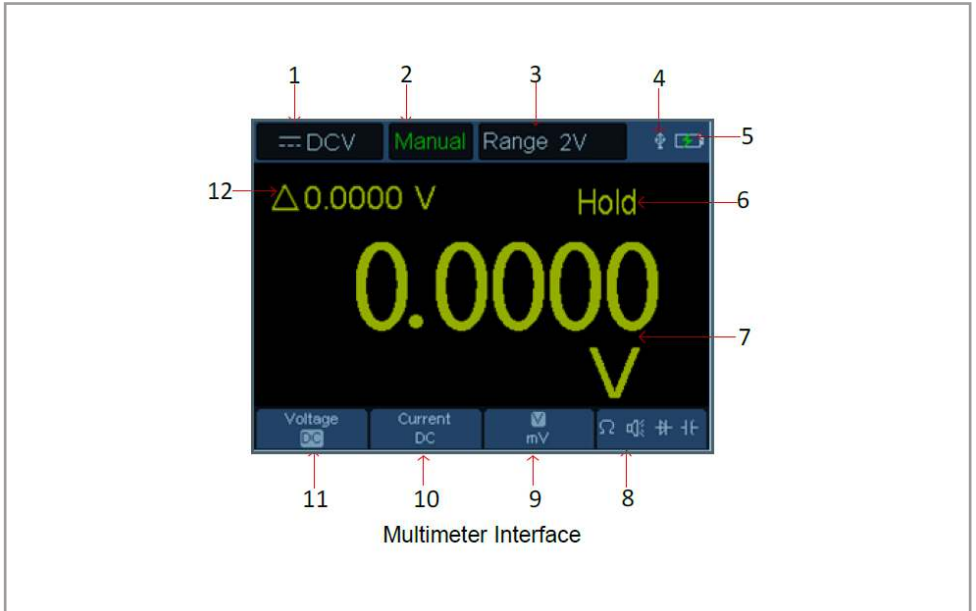 1 2 3 4
DCV Manual Range 2V 5
12 △0.0000 V Hold 6
0.0000 7
V
Voltage Current V Ω
DC DC mV
11 10 9 8
Multimeter Interface